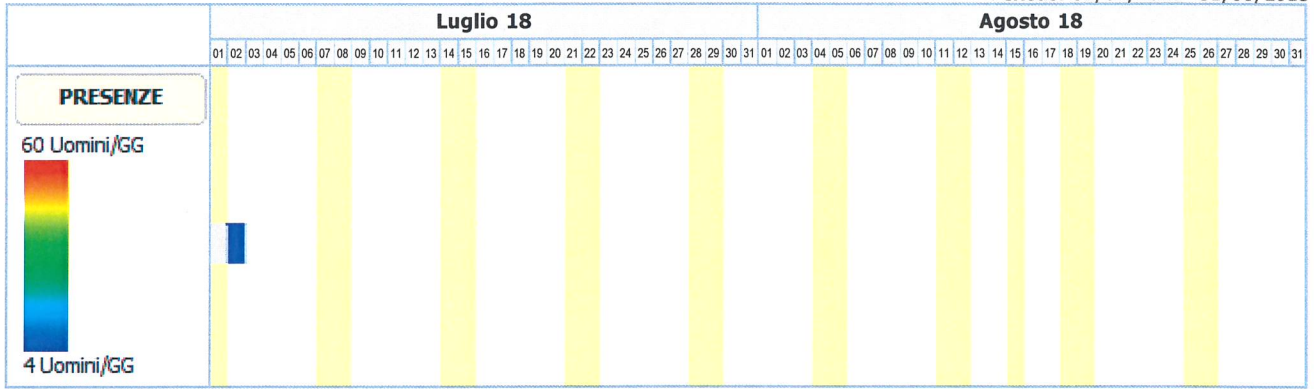 Luglio 18 Agosto 18
01 02 03 04 05 06 07 08 09 10 11 12 13 14 15 16 17 18 19 20 21 22 23 24 25 26 27 28 29 30 31 01 02 03 04 05 06 07 08 09 10 11 12 13 14 15 16 17 18 19 20 21 22 23 24 25 26 27 28 29 30 31
PRESENZE
60 Uomini/GG
4 Uomini/GG